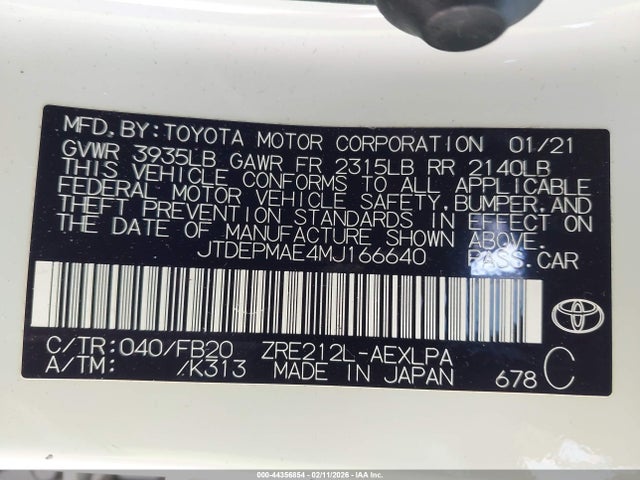 MFD.BY:TOYOTA MOTOR CORPORATION 01/21
GVWR 3935LB GAWR FR 2315LB RR 2140LB
THIS VEHICLE CONFORMS TO ALL APPLICABLE
FEDERAL MOTOR VEHICLE SAFETY,BUMPER,AND
THEFT PREVENTION STANDARDS IN EFFECT ON
THE DATE OF MANUFACTURE SHOWN ABOVE.
JTDEPMAE4MJ166640 PASS.CAR
C/TR:040/FB20 ZRE212L-AEXLPA
A/TM: /K313 MADE IN JAPAN 678 C
000-44356854 - 02/11/2026 - IAA Inc.